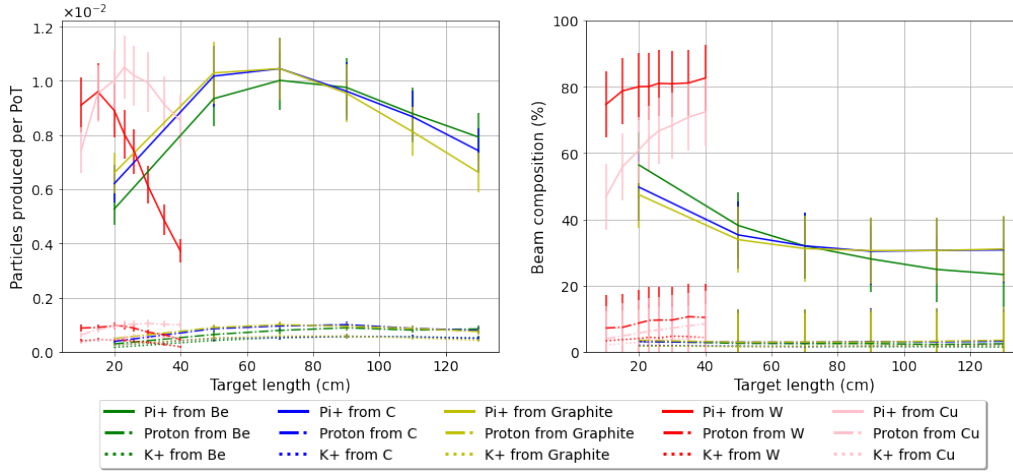 ×10⁻²
1.2
1.0
0.8
0.6
0.4
0.2
0.0
Particles produced per PoT
0 20 40 60 80 100 120
Target length (cm)
100
80
60
40
20
0
Beam composition (%)
0 20 40 60 80 100 120
Target length (cm)
Pi+ from Be Pi+ from C Pi+ from Graphite Pi+ from W Pi+ from Cu
Proton from Be Proton from C Proton from Graphite Proton from W Proton from Cu
K+ from Be K+ from C K+ from Graphite K+ from W K+ from Cu